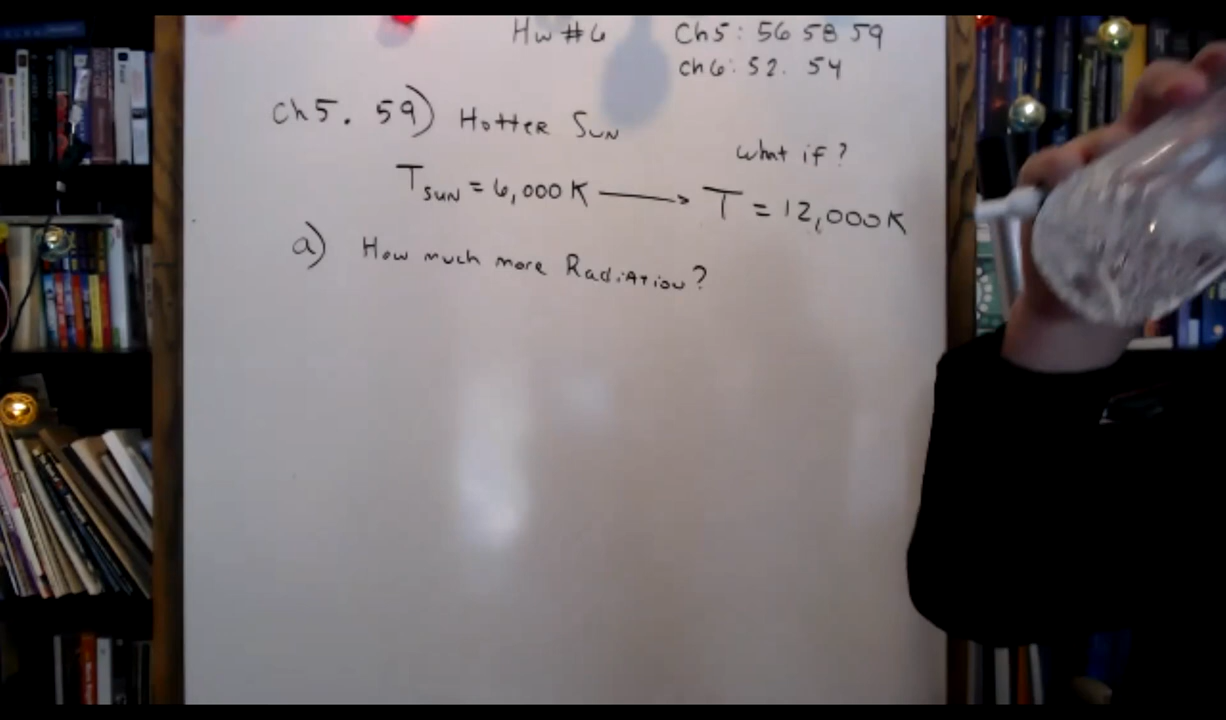 Hw #6 Ch5: 56 58 59
Ch6: 52. 54
Ch5. 59) Hotter Sun
What if?
T SUN = 6,000 K → T = 12,000 K
a) How much more Radiation?